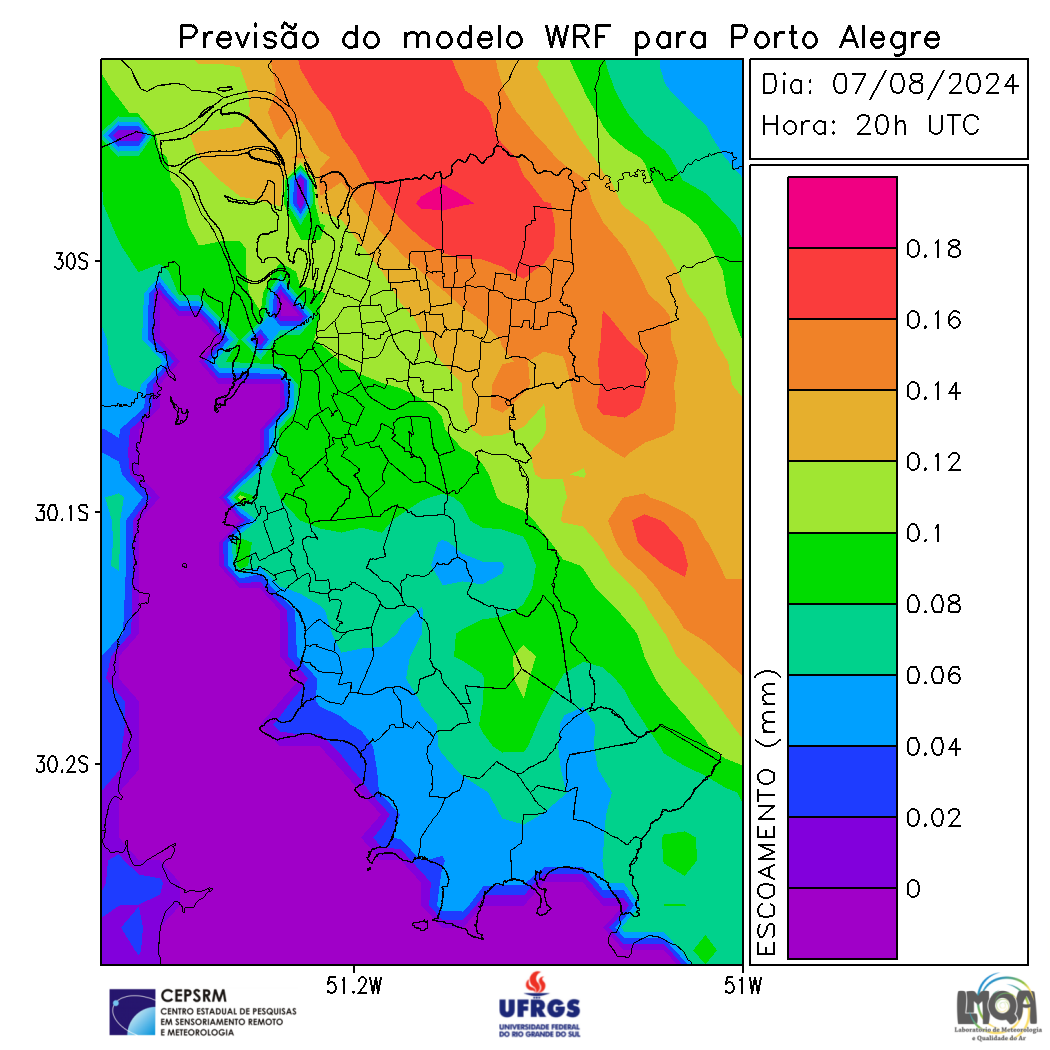 Previsão do modelo WRF para Porto Alegre
Dia: 07/08/2024
Hora: 20h UTC
30S
30.1S
30.2S
51.2W
51W
ESCOAMENTO (mm)
0.18
0.16
0.14
0.12
0.1
0.08
0.06
0.04
0.02
0
CEPSRM
CENTRO ESTADUAL DE PESQUISAS
EM SENSORIAMENTO REMOTO
E METEOROLOGIA
UFRGS
UNIVERSIDADE FEDERAL
DO RIO GRANDE DO SUL
LMQA
Laboratório de Meteorologia
e Qualidade do Ar